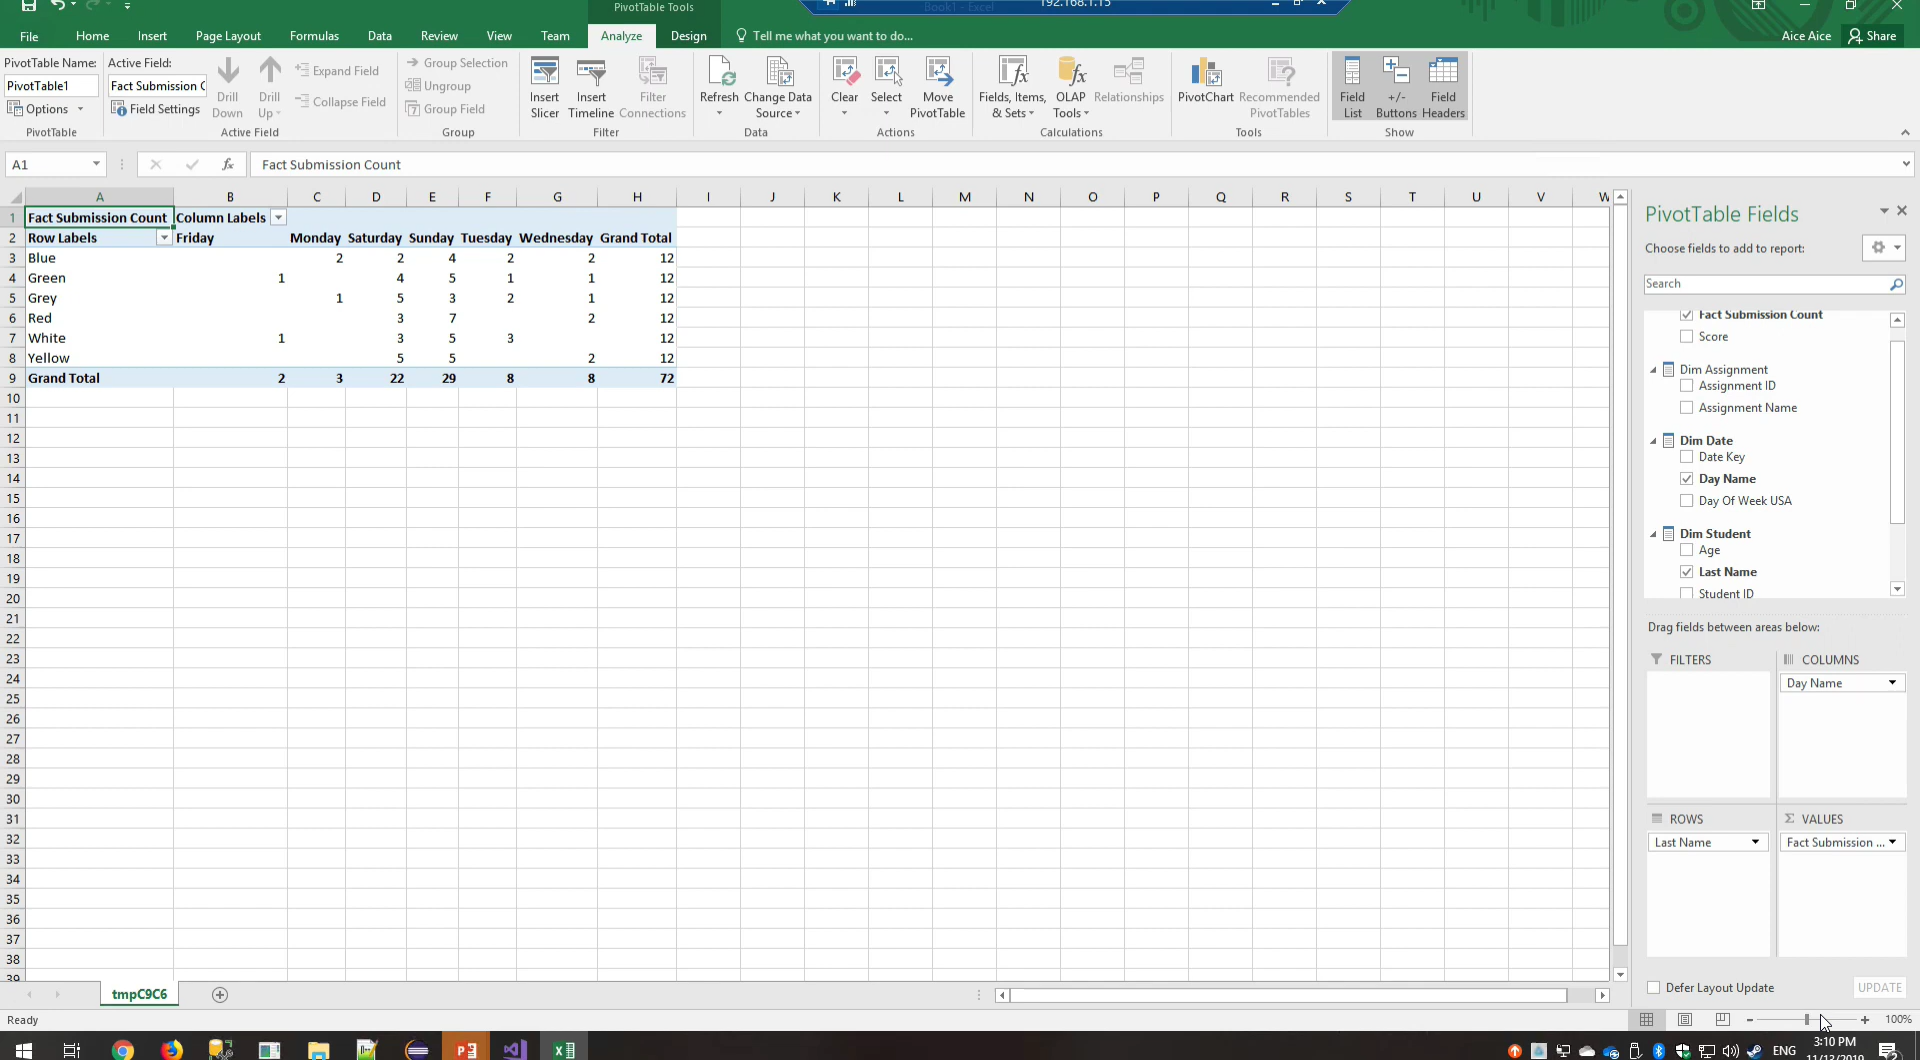 PivotTable Tools
Book1 - Excel
192.168.1.15
File Home Insert Page Layout Formulas Data Review View Team Analyze Design Tell me what you want to do... Aice Aice Share
PivotTable Name: Active Field:
PivotTable1 Fact Submission C
Options Field Settings
Drill Down Drill Up
Expand Field
Collapse Field
PivotTable Active Field
Group Selection
Ungroup
Group Field
Group
Insert Slicer Insert Timeline Filter Connections
Filter
Refresh Change Data Source
Data
Clear Select Move PivotTable
Actions
Fields, Items, & Sets OLAP Tools Relationships
Calculations
PivotChart Recommended PivotTables
Tools
Field List +/- Buttons Field Headers
Show
A1 fx Fact Submission Count
A B C D E F G H I J K L M N O P Q R S T U V W
1 Fact Submission Count Column Labels
2 Row Labels Friday Monday Saturday Sunday Tuesday Wednesday Grand Total
3 Blue 2 2 4 2 2 12
4 Green 1 4 5 1 1 12
5 Grey 1 5 3 2 1 12
6 Red 3 7 2 12
7 White 1 3 5 3 12
8 Yellow 5 5 2 12
9 Grand Total 2 3 22 29 8 8 72
10
11
12
13
14
15
16
17
18
19
20
21
22
23
24
25
26
27
28
29
30
31
32
33
34
35
36
37
38
39
PivotTable Fields
Choose fields to add to report:
Search
Fact Submission Count
Score
Dim Assignment
Assignment ID
Assignment Name
Dim Date
Date Key
Day Name
Day Of Week USA
Dim Student
Age
Last Name
Student ID
Drag fields between areas below:
FILTERS COLUMNS
Day Name
ROWS Σ VALUES
Last Name Fact Submission ...
Defer Layout Update UPDATE
tmpC9C6
Ready 100%
ENG 3:10 PM